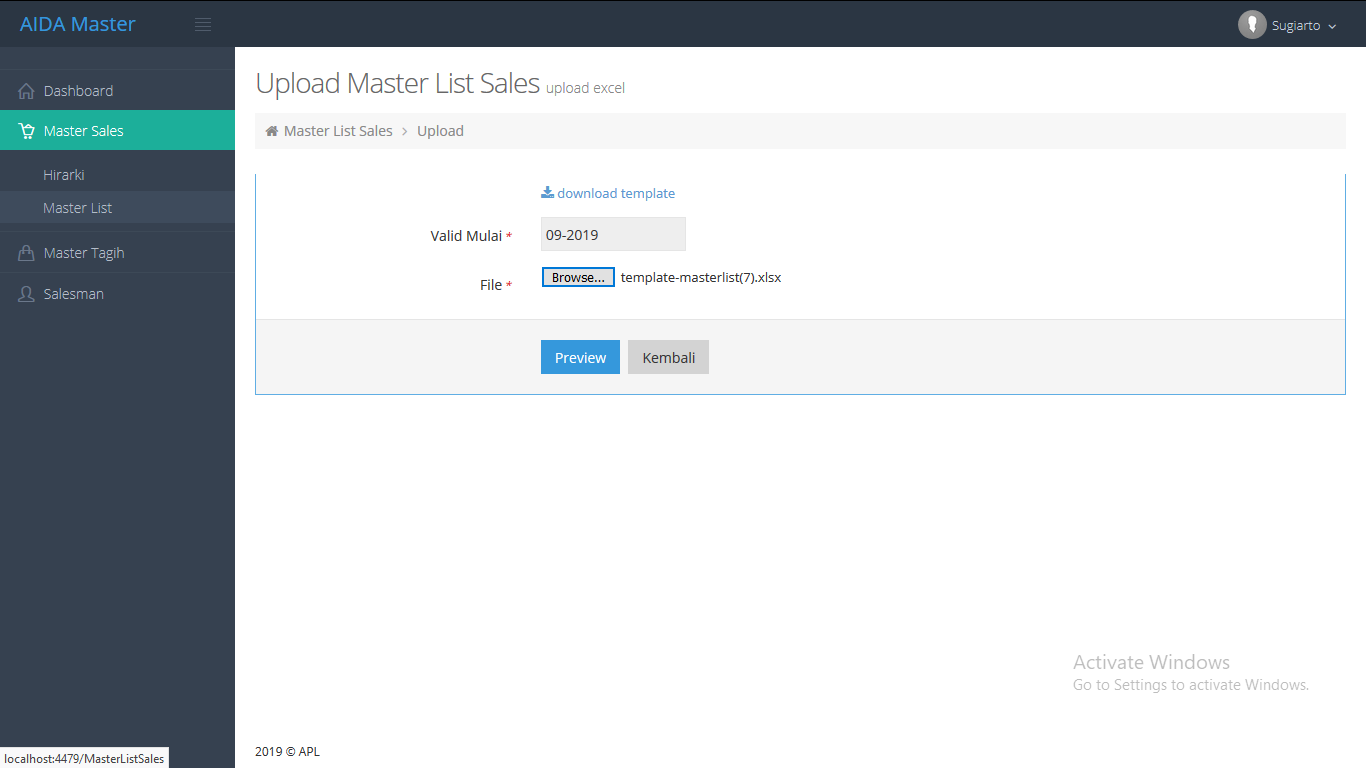 AIDA Master
Sugiarto
Dashboard
Master Sales
Hirarki
Master List
Master Tagih
Salesman
Upload Master List Sales upload excel
Master List Sales > Upload
download template
Valid Mulai * 09-2019
File * Browse... template-masterlist(7).xlsx
Preview Kembali
Activate Windows
Go to Settings to activate Windows.
2019 © APL
localhost:4479/MasterListSales